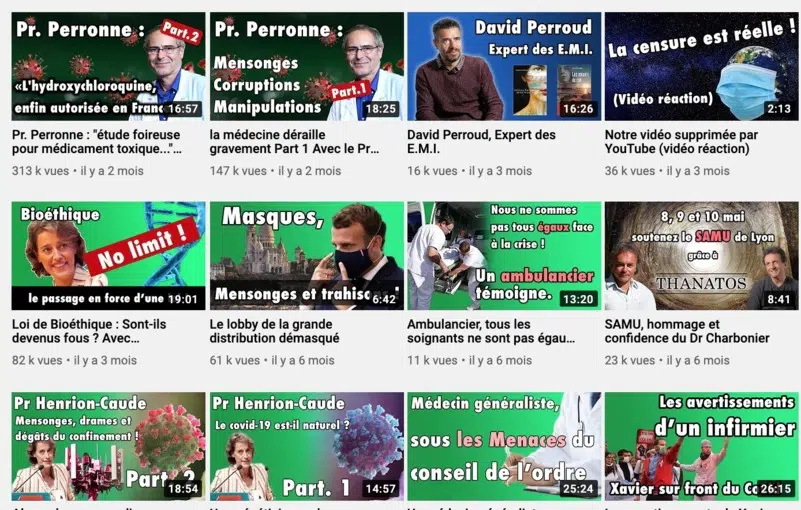 Pr. Perronne :
Part.2
«L'hydroxychloroquine,
enfin autorisée en Franc
16:57
Pr. Perronne : "étude foireuse
pour médicament toxique..."...
313 k vues • il y a 2 mois
Pr. Perronne :
Mensonges
Corruptions
Manipulations
Part.1
18:25
la médecine déraille
gravement Part 1 Avec le Pr...
147 k vues • il y a 2 mois
David Perroud
Expert des E.M.I.
16:26
David Perroud, Expert des
E.M.I.
16 k vues • il y a 3 mois
La censure est réelle !
(Vidéo réaction)
2:13
Notre vidéo supprimée par
YouTube (vidéo réaction)
36 k vues • il y a 3 mois
Bioéthique
No limit !
le passage en force d'une
19:01
Loi de Bioéthique : Sont-ils
devenus fous ? Avec...
82 k vues • il y a 3 mois
Masques,
Mensonges et trahiso
6:42
Le lobby de la grande
distribution démasqué
61 k vues • il y a 6 mois
Nous ne sommes
pas tous égaux face
à la crise !
Un ambulancier
témoigne.
13:20
Ambulancier, tous les
soignants ne sont pas égau...
11 k vues • il y a 6 mois
8, 9 et 10 mai
soutenez le SAMU de Lyon
grâce à
THANATOS
8:41
SAMU, hommage et
confidence du Dr Charbonier
23 k vues • il y a 6 mois
Pr Henrion-Caude
Mensonges, drames et
dégâts du confinement !
Part. 2
18:54
Pr Henrion-Caude
Le covid-19 est-il naturel ?
Part. 1
14:57
Médecin généraliste,
sous les Menaces du
conseil de l'ordre
25:24
Les avertissements
d'un infirmier
Xavier sur front du Co
26:15